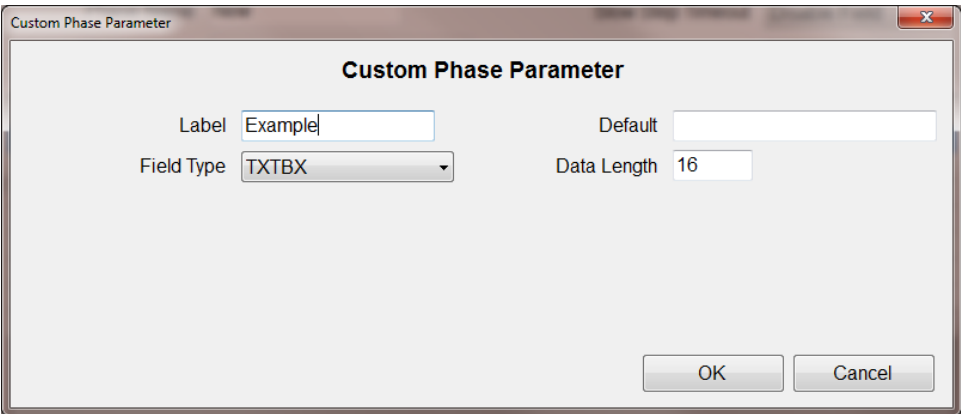 Custom Phase Parameter
Custom Phase Parameter
Label Example Default
Field Type TXTBX Data Length 16
OK Cancel